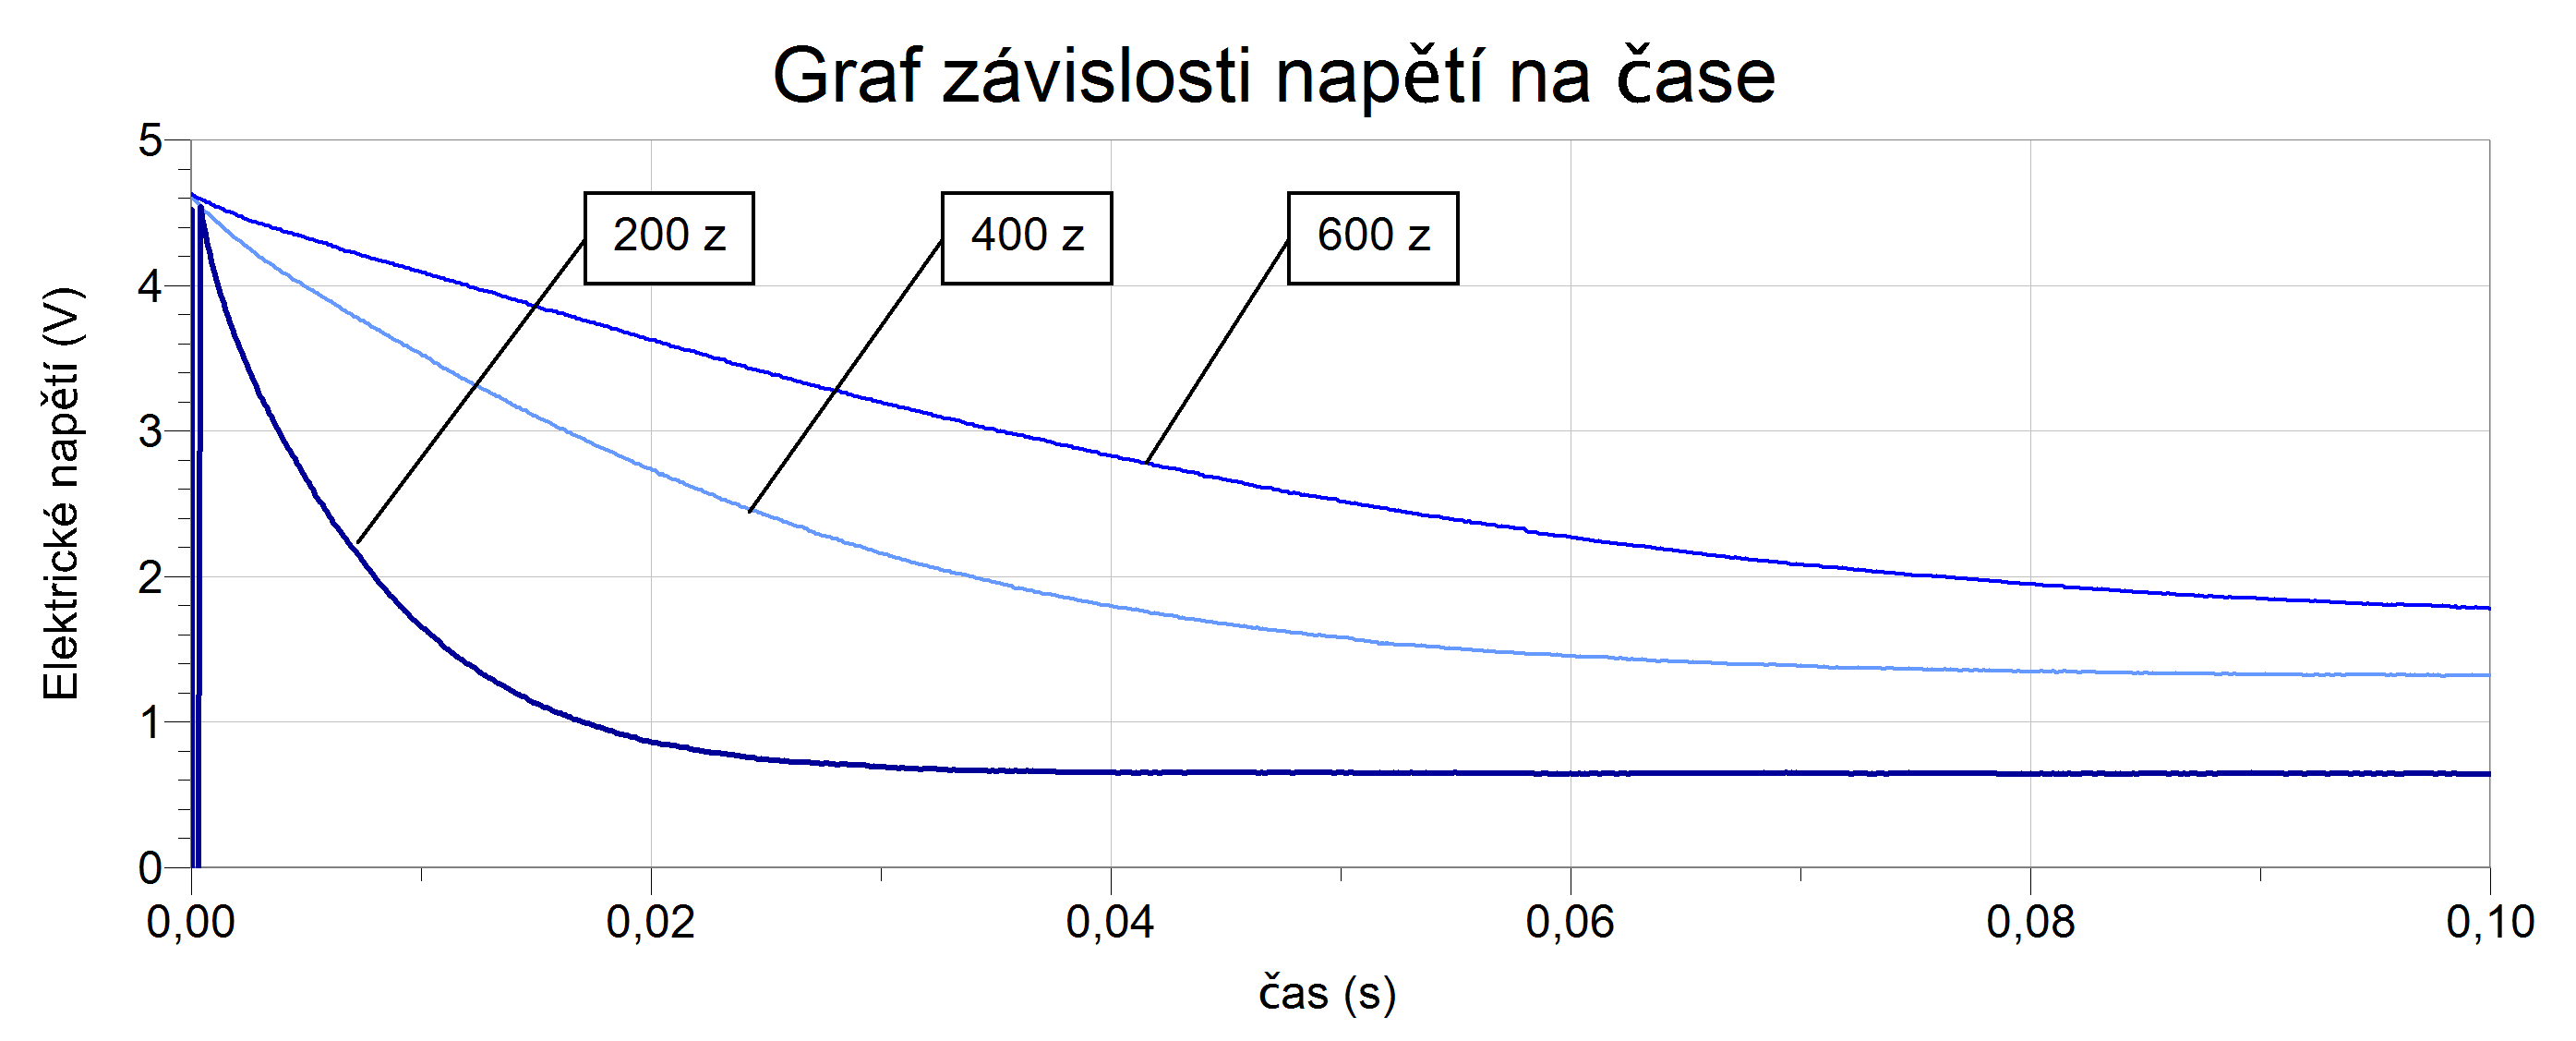 Graf závislosti napětí na čase
5
4
3
2
1
0
Elektrické napětí (V)
200 z
400 z
600 z
0,00
0,02
0,04
0,06
0,08
0,10
čas (s)